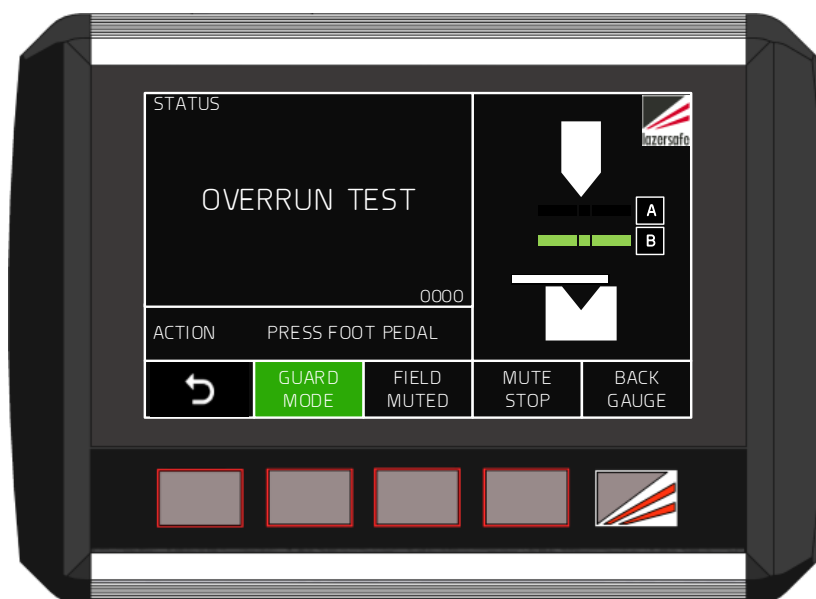 STATUS
lazersafe
OVERRUN TEST
A
B
0000
ACTION PRESS FOOT PEDAL
GUARD MODE
FIELD MUTED
MUTE STOP
BACK GAUGE